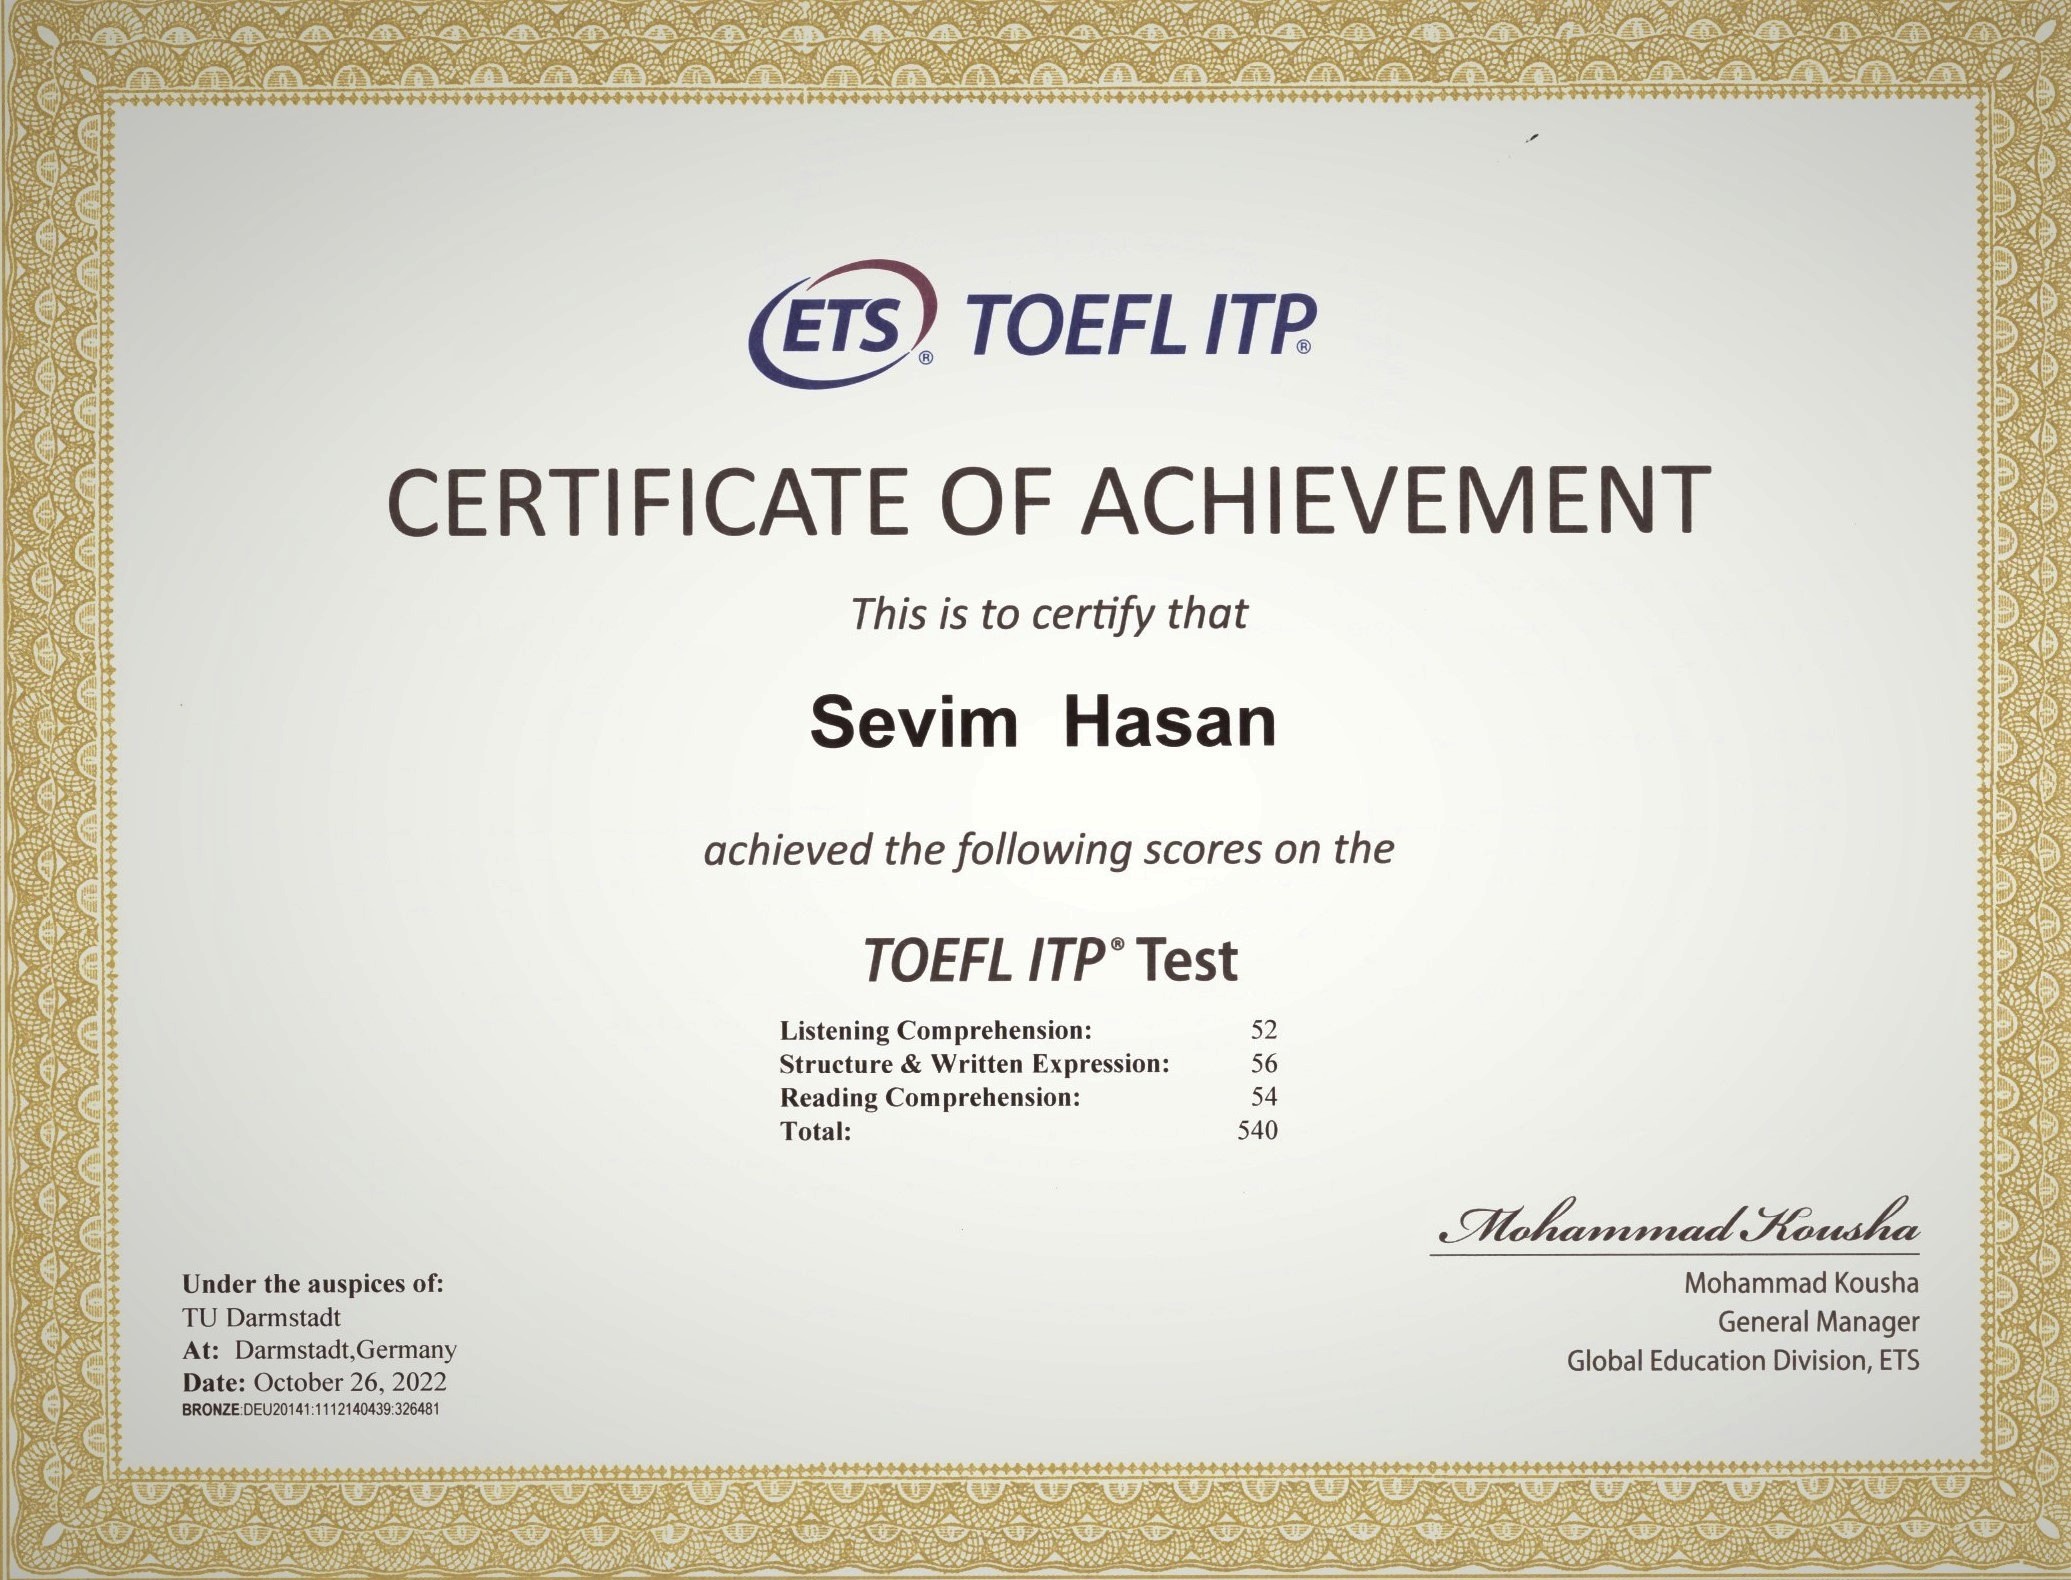 ETS® TOEFL ITP®
CERTIFICATE OF ACHIEVEMENT
This is to certify that
Sevim Hasan
achieved the following scores on the
TOEFL ITP® Test
Listening Comprehension: 52
Structure & Written Expression: 56
Reading Comprehension: 54
Total: 540
Mohammad Kousha
Mohammad Kousha
General Manager
Global Education Division, ETS
Under the auspices of:
TU Darmstadt
At: Darmstadt,Germany
Date: October 26, 2022
BRONZE:DEU20141:1112140439:326481